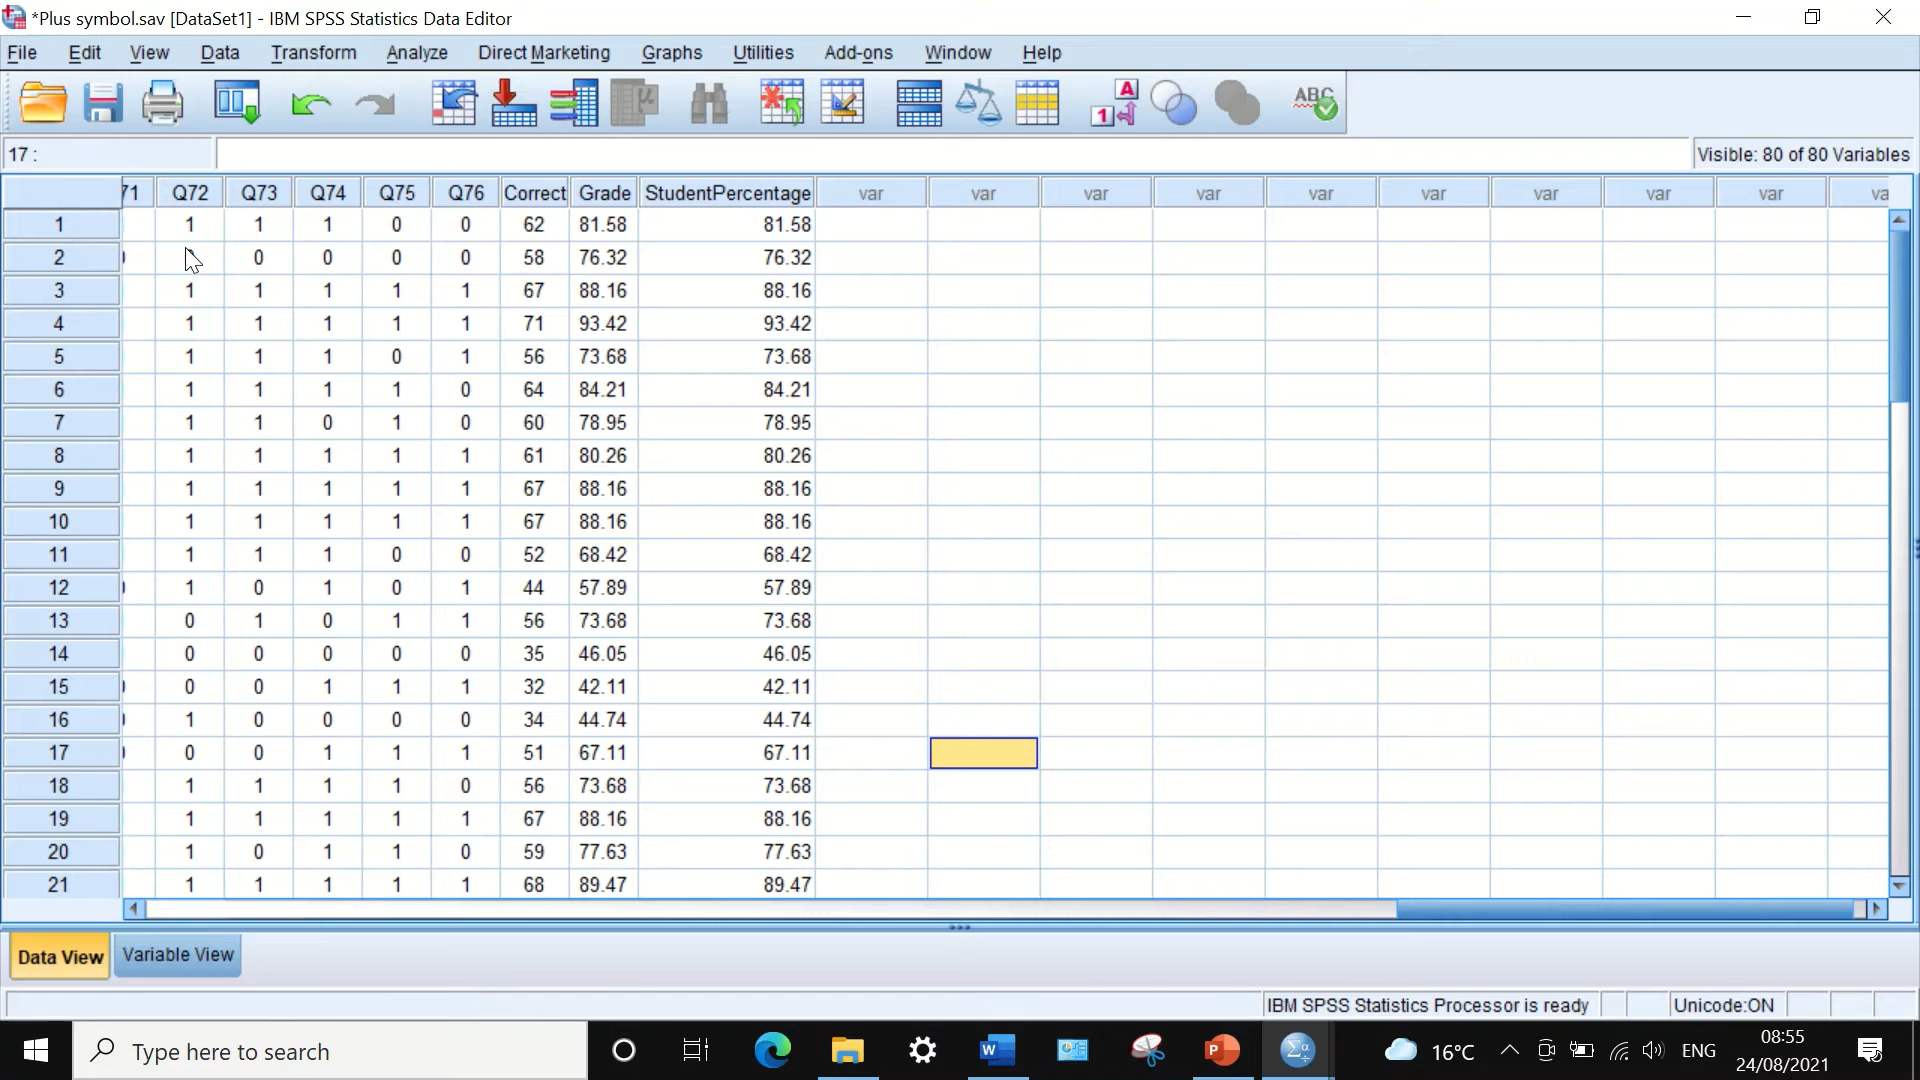 *Plus symbol.sav [DataSet1] - IBM SPSS Statistics Data Editor
File Edit View Data Transform Analyze Direct Marketing Graphs Utilities Add-ons Window Help
17 :
Visible: 80 of 80 Variables
71 Q72 Q73 Q74 Q75 Q76 Correct Grade StudentPercentage var var var var var var var var var va
1 1 1 1 0 0 62 81.58 81.58
2 0 0 0 0 58 76.32 76.32
3 1 1 1 1 1 67 88.16 88.16
4 1 1 1 1 1 71 93.42 93.42
5 1 1 1 0 1 56 73.68 73.68
6 1 1 1 1 0 64 84.21 84.21
7 1 1 0 1 0 60 78.95 78.95
8 1 1 1 1 1 61 80.26 80.26
9 1 1 1 1 1 67 88.16 88.16
10 1 1 1 1 1 67 88.16 88.16
11 1 1 1 0 0 52 68.42 68.42
12 1 0 1 0 1 44 57.89 57.89
13 0 1 0 1 1 56 73.68 73.68
14 0 0 0 0 0 35 46.05 46.05
15 0 0 1 1 1 32 42.11 42.11
16 1 0 0 0 0 34 44.74 44.74
17 0 0 1 1 1 51 67.11 67.11
18 1 1 1 1 0 56 73.68 73.68
19 1 1 1 1 1 67 88.16 88.16
20 1 0 1 1 0 59 77.63 77.63
21 1 1 1 1 1 68 89.47 89.47
Data View Variable View
IBM SPSS Statistics Processor is ready Unicode:ON
Type here to search
16°C ENG
08:55
24/08/2021